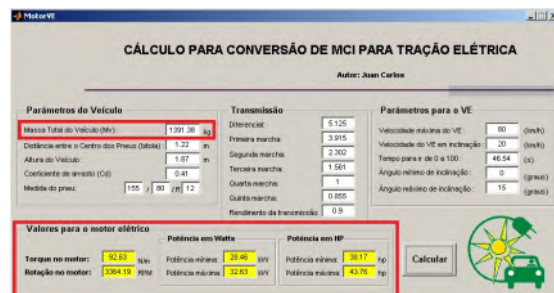 MotorVE
CÁLCULO PARA CONVERSÃO DE MCI PARA TRAÇÃO ELÉTRICA
Autor: Juan Carlos
Parâmetros do Veículo
Massa Total do Veículo (Mv): 1391.38 kg
Distância entre o Centro dos Pneus (bitola) : 1.22 m
Altura do Veículo: 1.87 m
Coeficiente de arrasto (Cd) 0.41
Medida do pneu: 155 / 80 / R 12
Transmissão
Diferencial: 5.125
Primeira marcha: 3.915
Segunda marcha: 2.302
Terceira marcha: 1.561
Quarta marcha: 1
Quinta marcha: 0.855
Rendimento da transmissão: 0.9
Parâmetros para o VE
Velocidade máxima do VE : 80 (km/h)
Velocidade do VE em inclinação : 20 (km/h)
Tempo para ir de 0 a 100 : 46.54 (s)
Ângulo mínimo de inclinação : 0 (graus)
Ângulo máximo de inclinação : 15 (graus)
Valores para o motor elétrico
Torque no motor: 92.63 N/m
Rotação no motor: 3364.19 RPM
Potência em Watts
Potência mínima: 28.46 kW
Potência máxima: 32.63 kW
Potência em HP
Potência mínima: 38.17 hp
Potência máxima: 43.76 hp
Calcular